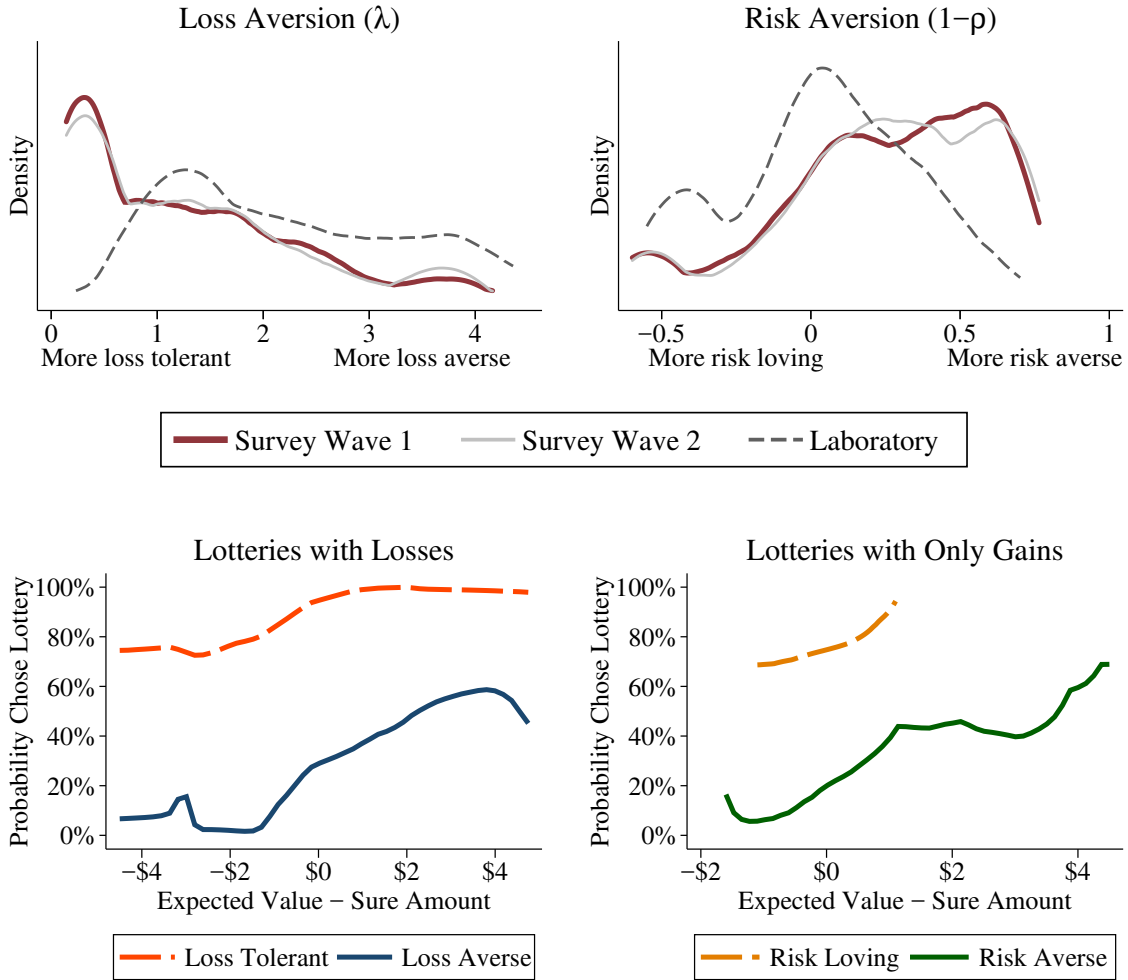 Loss Aversion (λ)
Density
0 1 2 3 4
More loss tolerant More loss averse
Risk Aversion (1−ρ)
Density
−0.5 0 0.5 1
More risk loving More risk averse
Survey Wave 1 Survey Wave 2 Laboratory
Lotteries with Losses
Probability Chose Lottery
100%
80%
60%
40%
20%
0%
−$4 −$2 $0 $2 $4
Expected Value − Sure Amount
Loss Tolerant Loss Averse
Lotteries with Only Gains
Probability Chose Lottery
100%
80%
60%
40%
20%
0%
−$2 $0 $2 $4
Expected Value − Sure Amount
Risk Loving Risk Averse